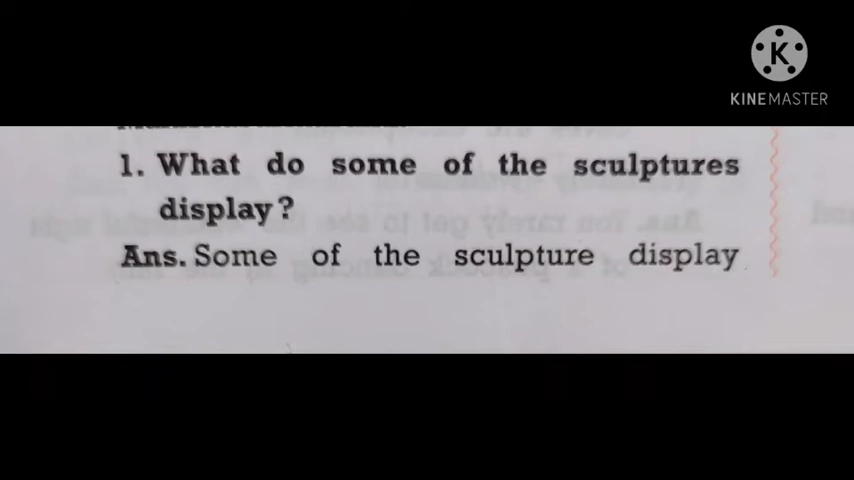 K
KINEMASTER
1. What do some of the sculptures
display?
Ans. Some of the sculpture display